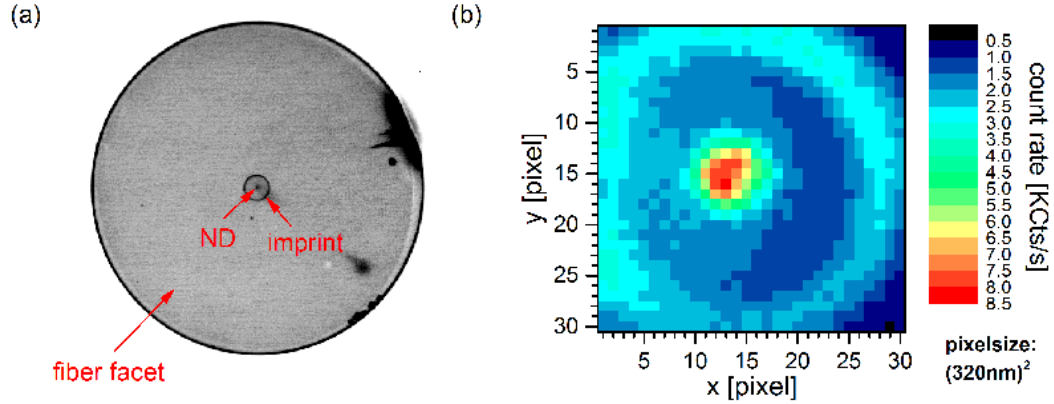 (a)
ND
imprint
fiber facet
(b)
5
10
15
20
25
30
y [pixel]
5
10
15
20
25
30
x [pixel]
0.5
1.0
1.5
2.0
2.5
3.0
3.5
4.0
4.5
5.0
5.5
6.0
6.5
7.0
7.5
8.0
8.5
count rate [KCts/s]
pixelsize:
(320nm)²